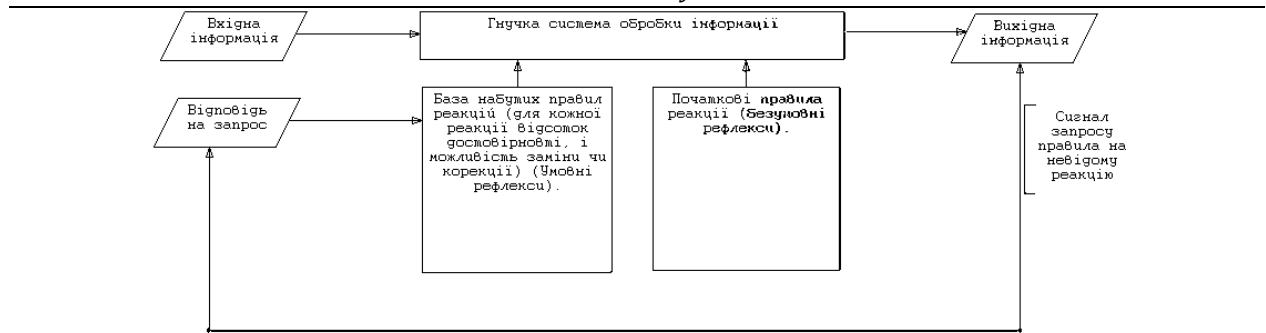 Вхідна
інформація
Гнучка система обробки інформації
Вихідна
інформація
Відповідь
на запрос
База набутих правил
реакцій (для кожної
реакції відсоток
достовірновті, і
можливість заміни чи
корекції) (Умовні
рефлекси).
Початкові правила
реакції (безумовні
рефлекси).
Сигнал
запросу
правила на
невідому
реакцію